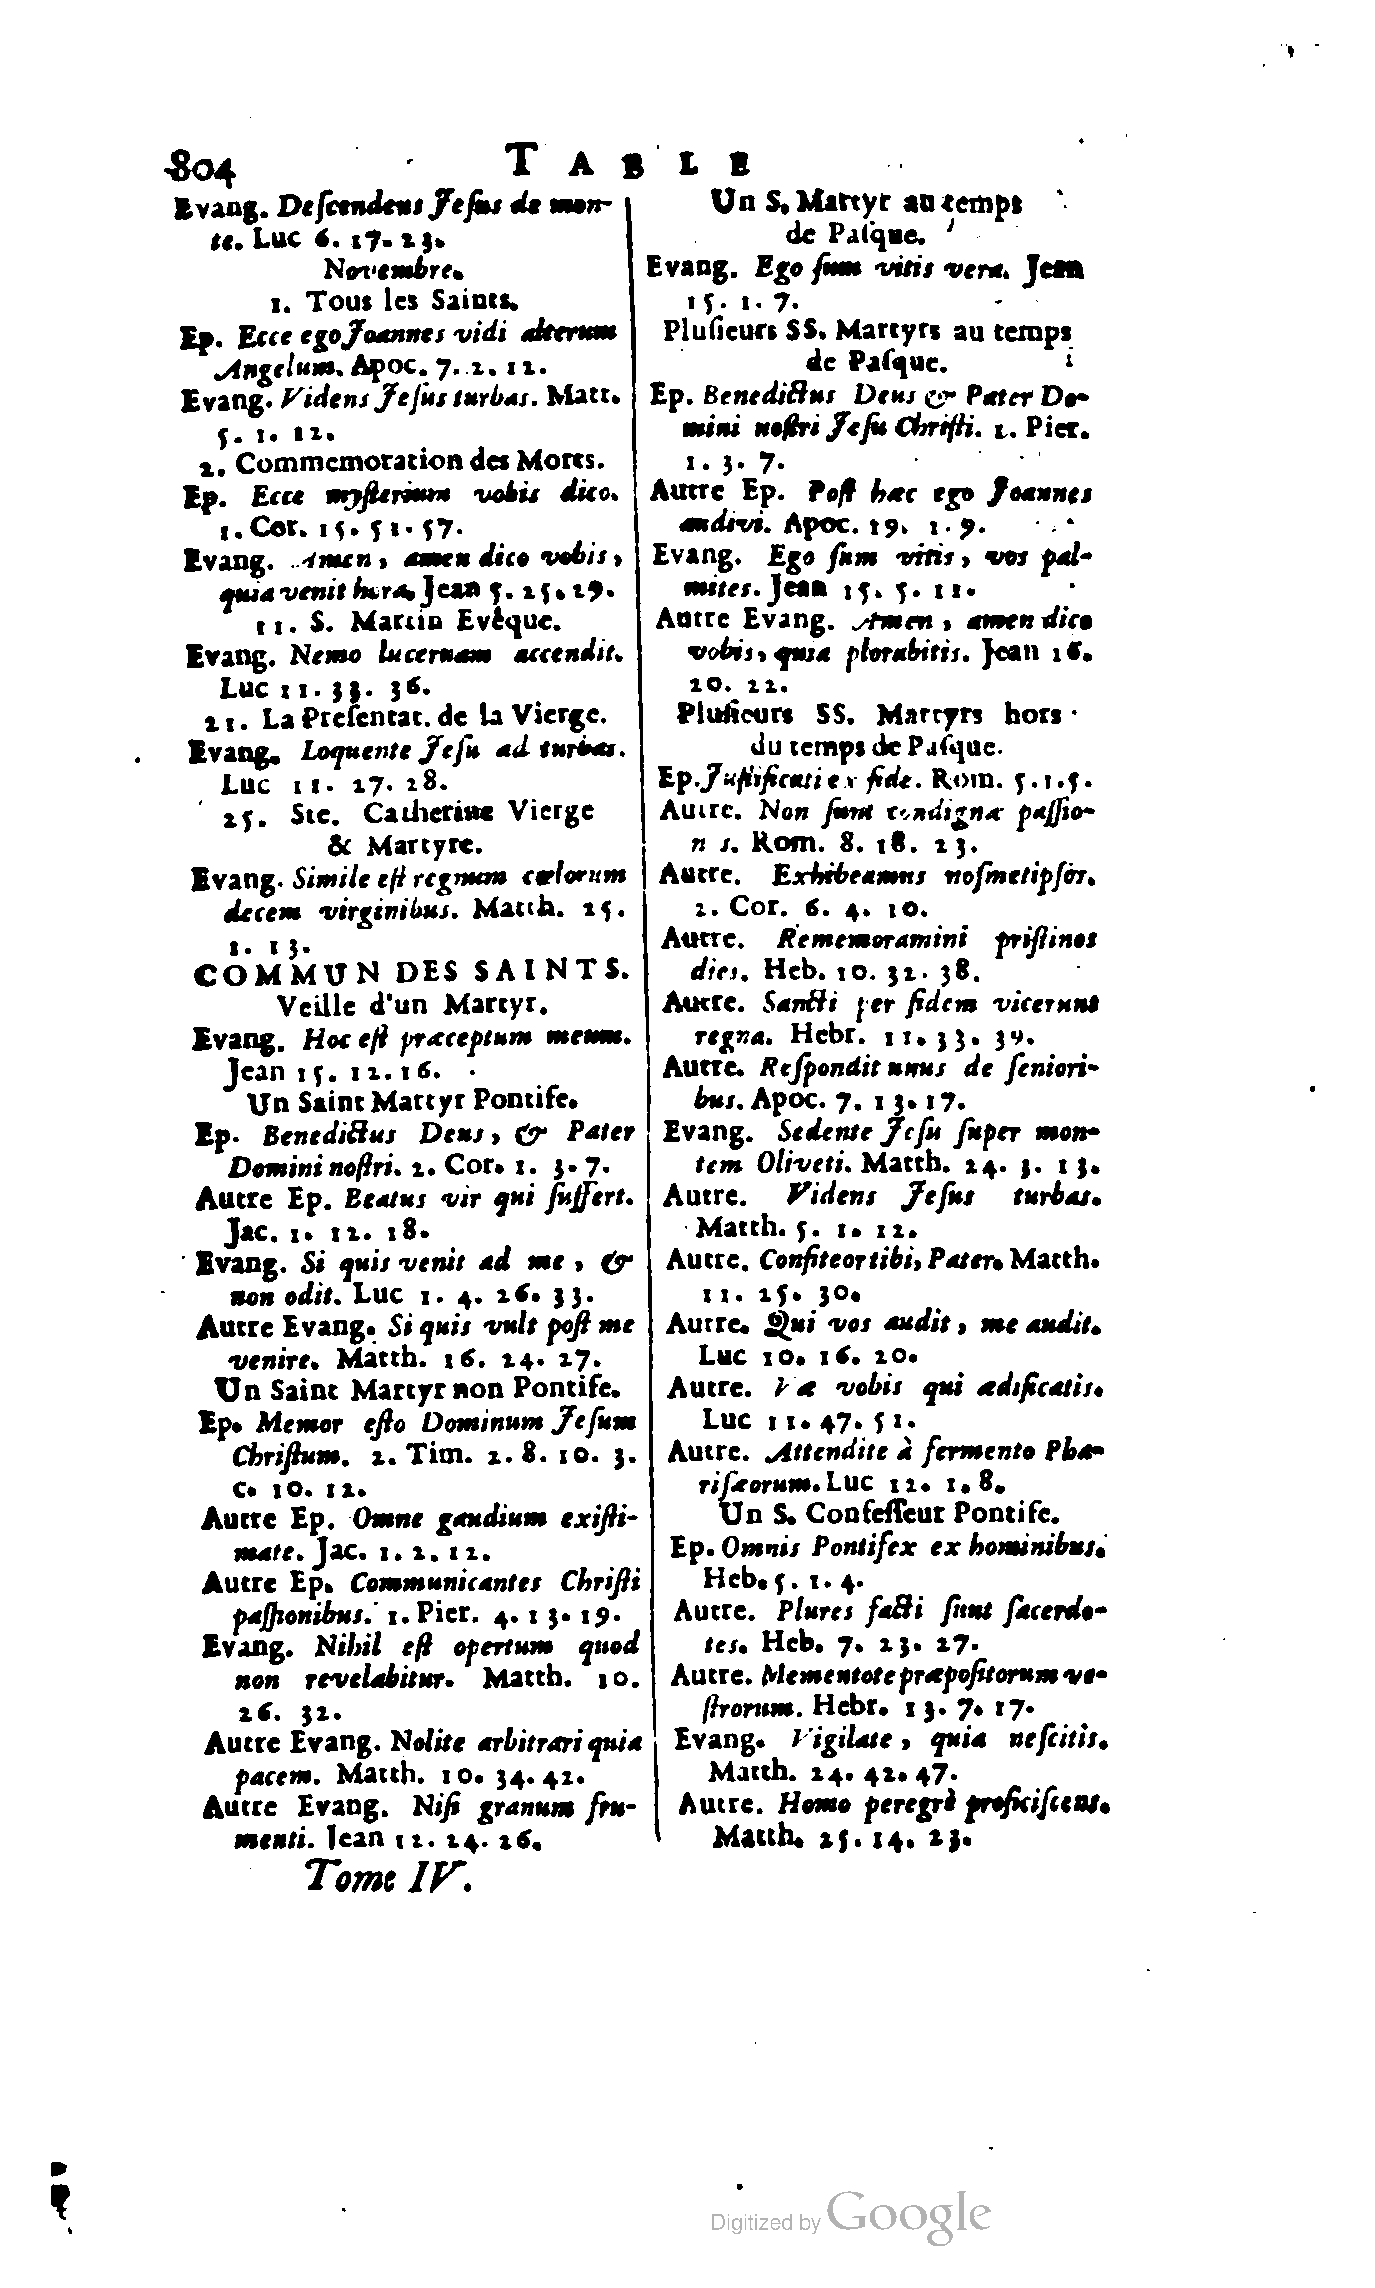 804 TABLE
Evang. Deſcendens Jeſus de mon-
te. Luc 6. 17. 23.
Novembre.
1. Tous les Saints.
Ep. Ecce ego Joannes vidi alterum
Angelum. Apoc. 7. 2. 12.
Evang. Videns Jeſus turbas. Matt.
5. 1. 12.
2. Commemoration des Morts.
Ep. Ecce myſterium vobis dico.
1. Cor. 15. 51. 57.
Evang. Amen, amen dico vobis,
quia venit hora. Jean 5. 25. 29.
11. S. Martin Evêque.
Evang. Nemo lucernam accendit.
Luc 11. 33. 36.
21. La Preſentat. de la Vierge.
Evang. Loquente Jeſu ad turbas.
Luc 11. 27. 28.
25. Ste. Catherine Vierge
& Martyre.
Evang. Simile eſt regnum cœlorum
decem virginibus. Matth. 25.
1. 13.
COMMUN DES SAINTS.
Veille d'un Martyr.
Evang. Hoc eſt præceptum meum.
Jean 15. 12. 16.
Un Saint Martyr Pontife.
Ep. Benedictus Deus, & Pater
Domini noſtri. 2. Cor. 1. 3. 7.
Autre Ep. Beatus vir qui ſuffert.
Jac. 1. 12. 18.
Evang. Si quis venit ad me, &
non odit. Luc 1. 4. 26. 33.
Autre Evang. Si quis vult poſt me
venire. Matth. 16. 24. 27.
Un Saint Martyr non Pontife.
Ep. Memor eſto Dominum Jeſum
Chriſtum. 2. Tim. 2. 8. 10. 3.
c. 10. 12.
Autre Ep. Omne gaudium exiſti-
mate. Jac. 1. 2. 12.
Autre Ep. Communicantes Chriſti
paſſionibus. 1. Pier. 4. 13. 19.
Evang. Nihil eſt opertum quod
non revelabitur. Matth. 10.
26. 32.
Autre Evang. Nolite arbitrari quia
pacem. Matth. 10. 34. 42.
Autre Evang. Niſi granum fru-
menti. Jean 12. 24. 26.
Tome IV.
Un S. Martyr au temps
de Paſque.
Evang. Ego ſum vitis vera. Jean
15. 1. 7.
Pluſieurs SS. Martyrs au temps
de Paſque.
Ep. Benedictus Deus & Pater Do-
mini noſtri Jeſu Chriſti. 1. Pier.
1. 3. 7.
Autre Ep. Poſt hæc ego Joannes
audivi. Apoc. 19. 1. 9.
Evang. Ego ſum vitis, vos pal-
mites. Jean 15. 5. 11.
Autre Evang. Amen, amen dico
vobis, quia plorabitis. Jean 16.
20. 22.
Pluſieurs SS. Martyrs hors
du temps de Paſque.
Ep. Juſtificati ex fide. Rom. 5. 1. 5.
Autre. Non ſunt condignæ paſſio-
n s. Rom. 8. 18. 23.
Autre. Exhibeamus noſmetipſos.
2. Cor. 6. 4. 10.
Autre. Rememoramini priſtinos
dies. Heb. 10. 32. 38.
Autre. Sancti per fidem vicerunt
regna. Hebr. 11. 33. 39.
Autre. Reſpondit unus de ſeniori-
bus. Apoc. 7. 13. 17.
Evang. Sedente Jeſu ſuper mon-
tem Oliveti. Matth. 24. 3. 13.
Autre. Videns Jeſus turbas.
Matth. 5. 1. 12.
Autre. Confiteor tibi, Pater. Matth.
11. 25. 30.
Autre. Qui vos audit, me audit.
Luc 10. 16. 20.
Autre. Væ vobis qui ædificatis.
Luc 11. 47. 51.
Autre. Attendite à fermento Pha-
riſæorum. Luc 12. 1. 8.
Un S. Confeſſeur Pontife.
Ep. Omnis Pontifex ex hominibus.
Heb. 5. 1. 4.
Autre. Plures facti ſunt ſacerdo-
tes. Heb. 7. 23. 27.
Autre. Mementote præpoſitorum ve-
ſtrorum. Hebr. 13. 7. 17.
Evang. Vigilate, quia neſcitis.
Matth. 24. 42. 47.
Autre. Homo peregrè proficiſcens.
Matth. 25. 14. 23.
Digitized by Google